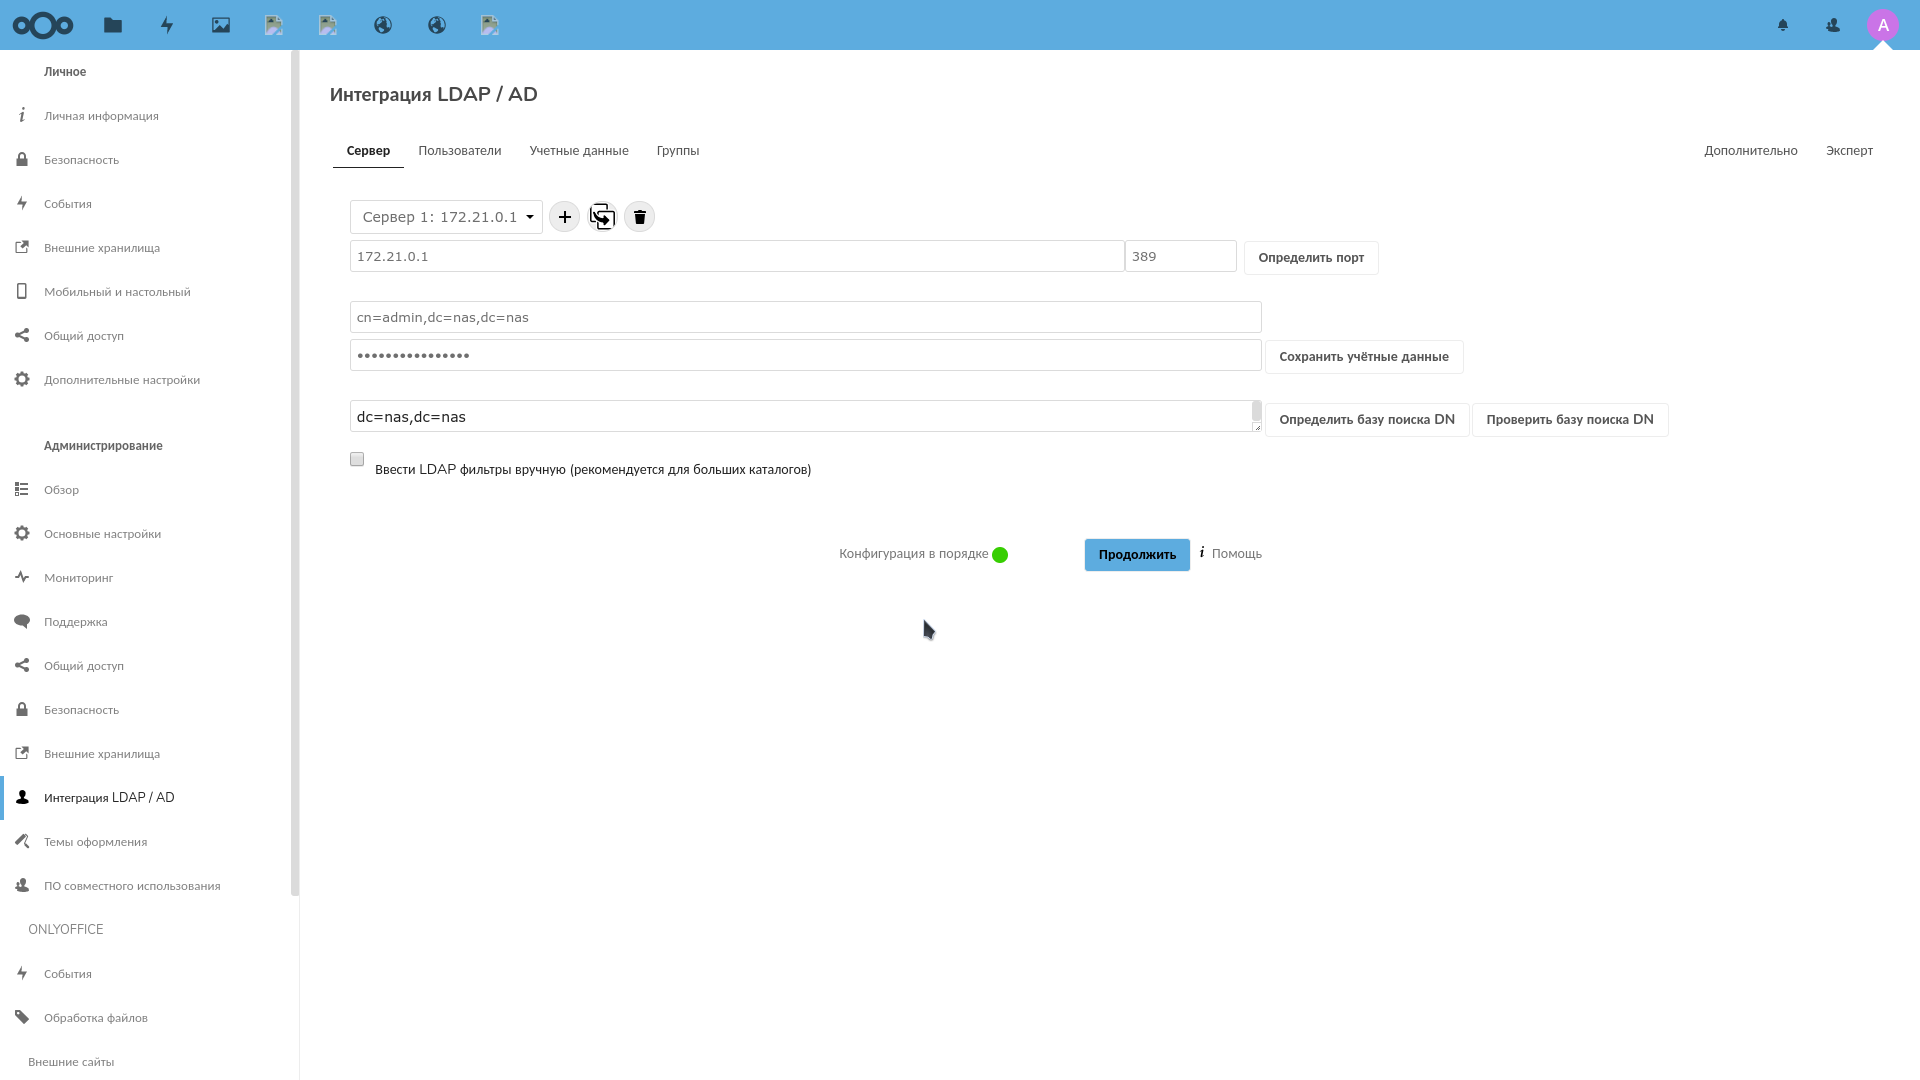 A
Личное
Личная информация
Безопасность
События
Внешние хранилища
Мобильный и настольный
Общий доступ
Дополнительные настройки
Администрирование
Обзор
Основные настройки
Мониторинг
Поддержка
Общий доступ
Безопасность
Внешние хранилища
Интеграция LDAP / AD
Темы оформления
ПО совместного использования
ONLYOFFICE
События
Обработка файлов
Внешние сайты
Интеграция LDAP / AD
Сервер Пользователи Учетные данные Группы Дополнительно Эксперт
Сервер 1: 172.21.0.1
172.21.0.1 389 Определить порт
cn=admin,dc=nas,dc=nas
•••••••••••••••• Сохранить учётные данные
dc=nas,dc=nas Определить базу поиска DN Проверить базу поиска DN
Ввести LDAP фильтры вручную (рекомендуется для больших каталогов)
Конфигурация в порядке Продолжить i Помощь